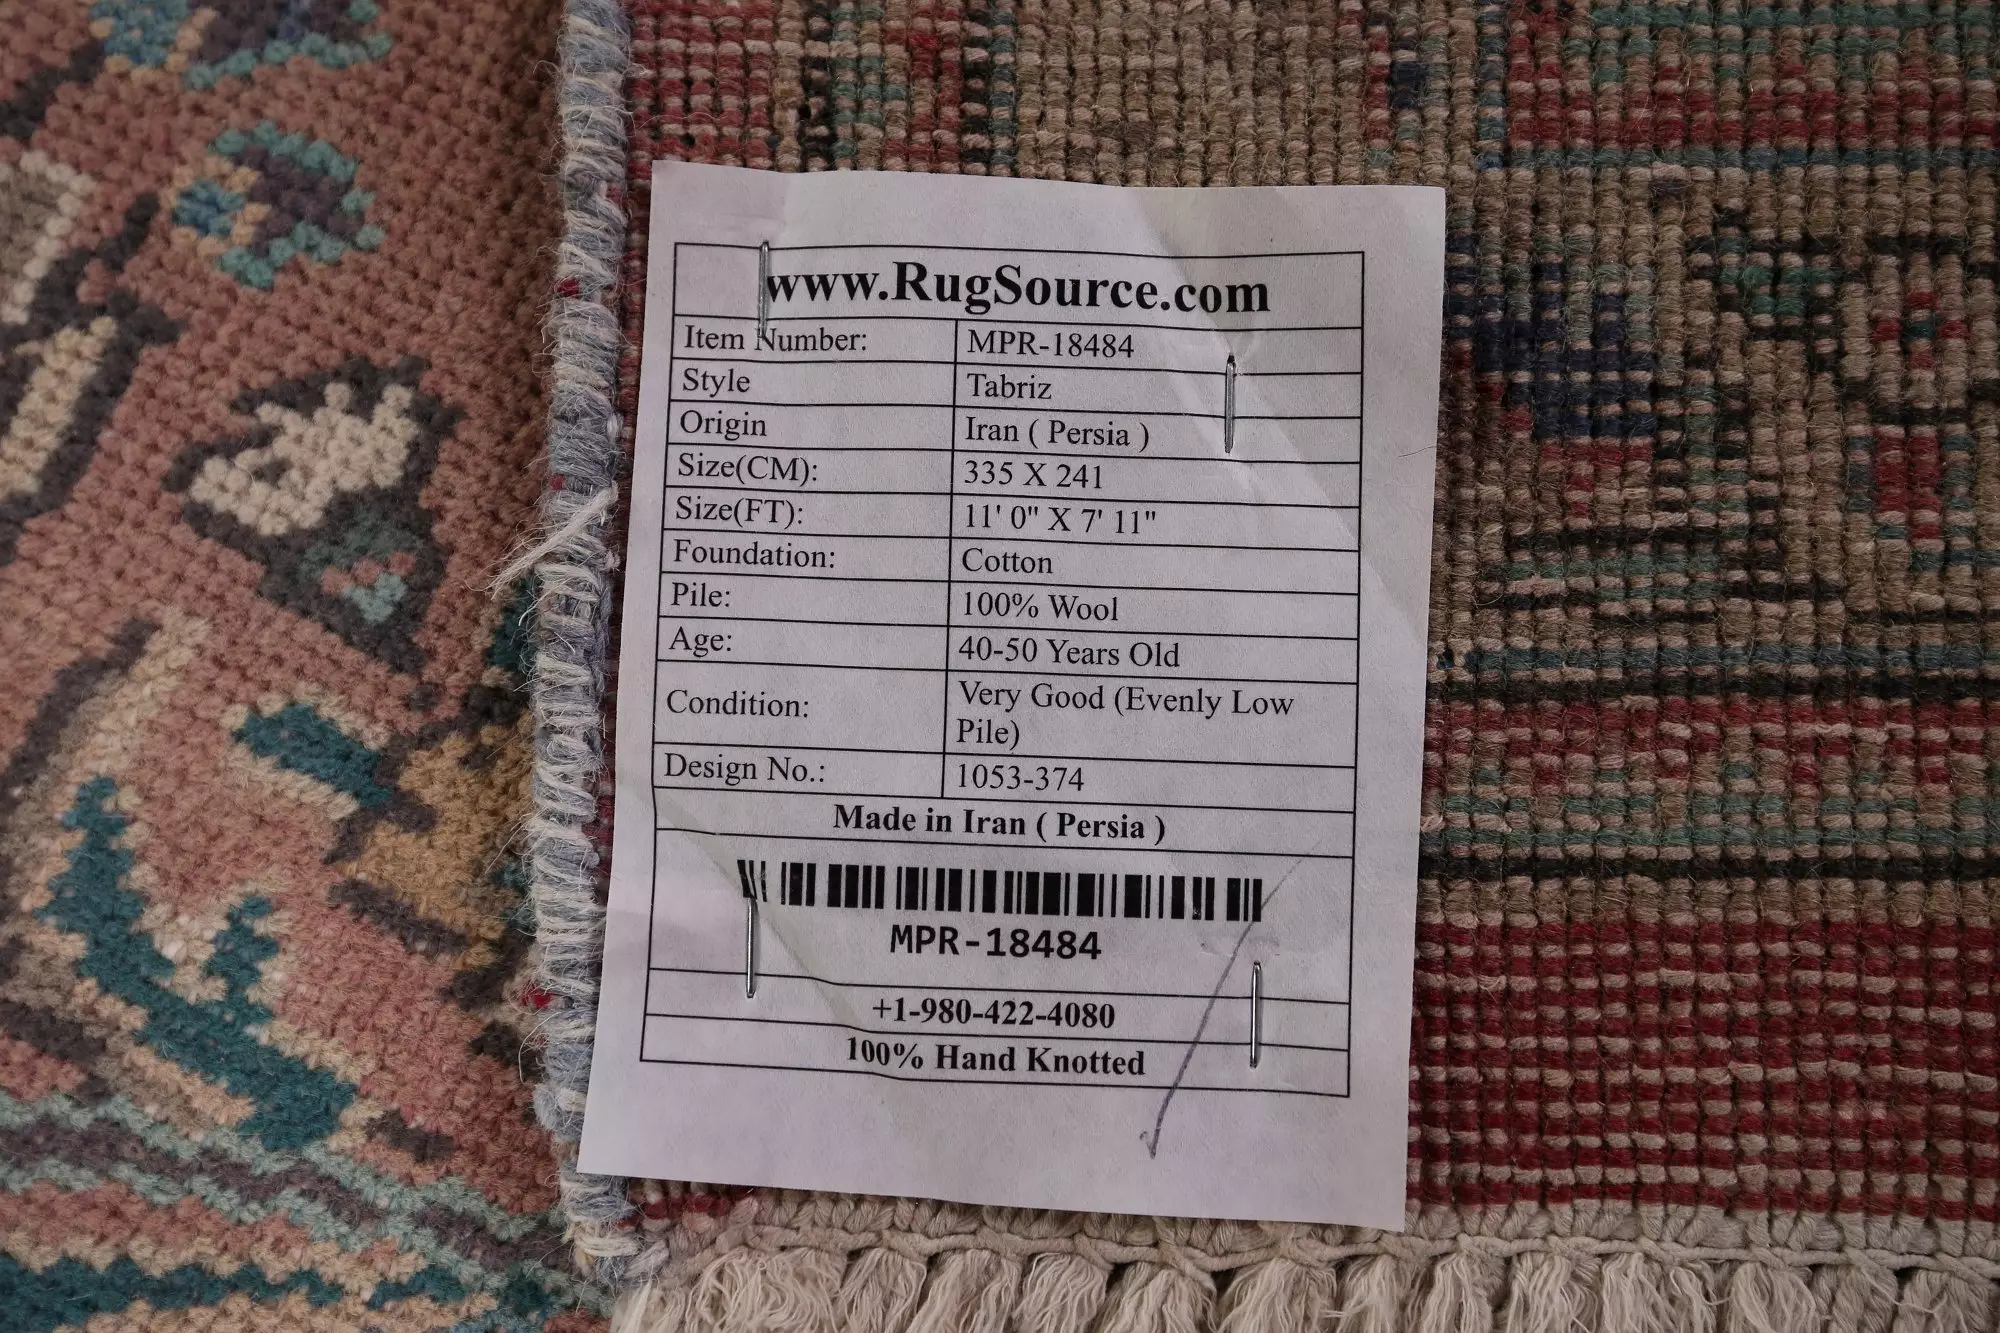 www.RugSource.com
Item Number: MPR-18484
Style Tabriz
Origin Iran ( Persia )
Size(CM): 335 X 241
Size(FT): 11' 0" X 7' 11"
Foundation: Cotton
Pile: 100% Wool
Age: 40-50 Years Old
Condition: Very Good (Evenly Low
Pile)
Design No.: 1053-374
Made in Iran ( Persia )
MPR-18484
+1-980-422-4080
100% Hand Knotted